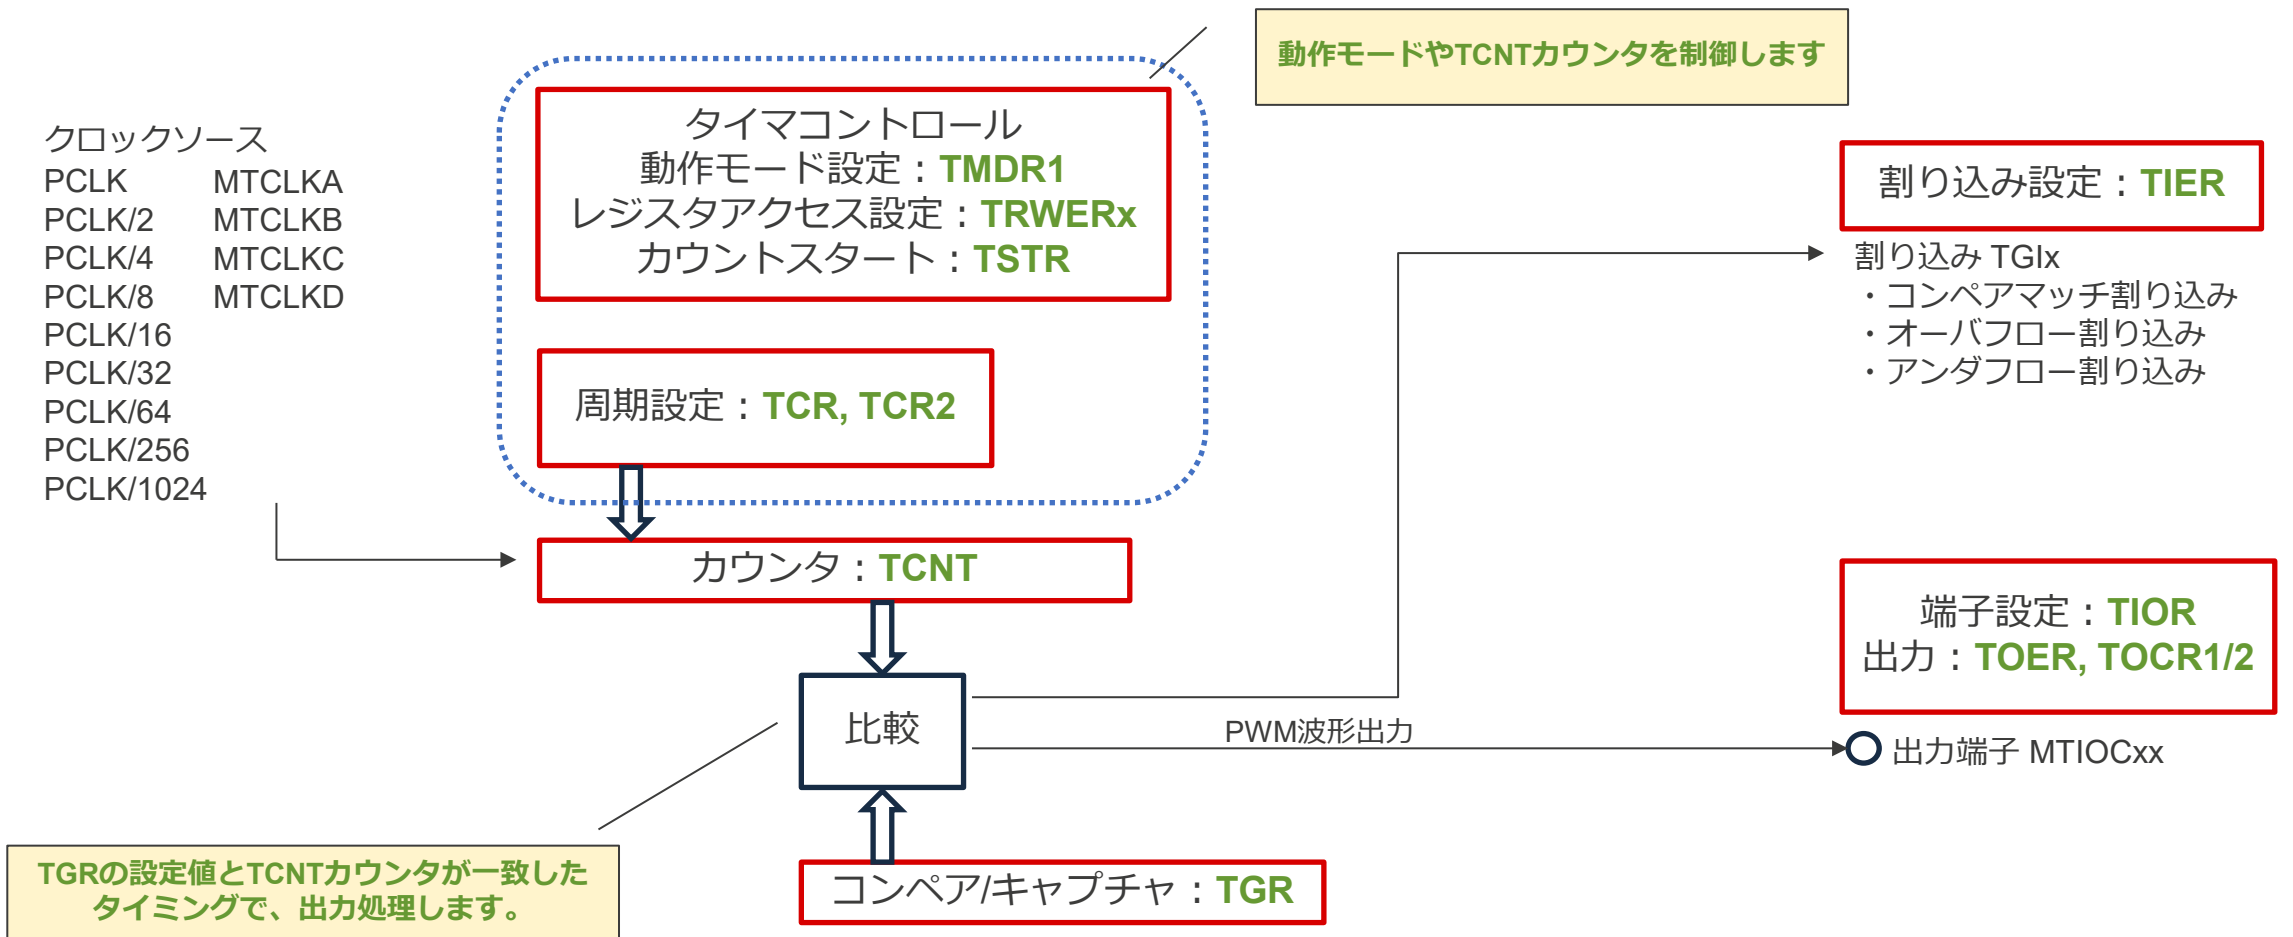 動作モードやTCNTカウンタを制御します
タイマコントロール
動作モード設定：TMDR1
レジスタアクセス設定：TRWERx
カウントスタート：TSTR
クロックソース
PCLK
PCLK/2
PCLK/4
PCLK/8
PCLK/16
PCLK/32
PCLK/64
PCLK/256
PCLK/1024
MTCLKA
MTCLKB
MTCLKC
MTCLKD
周期設定：TCR, TCR2
カウンタ：TCNT
比較
コンペア/キャプチャ：TGR
TGRの設定値とTCNTカウンタが一致した
タイミングで、出力処理します。
割り込み設定：TIER
割り込み TGIx
・コンペアマッチ割り込み
・オーバフロー割り込み
・アンダフロー割り込み
端子設定：TIOR
出力：TOER, TOCR1/2
PWM波形出力
出力端子 MTIOCxx